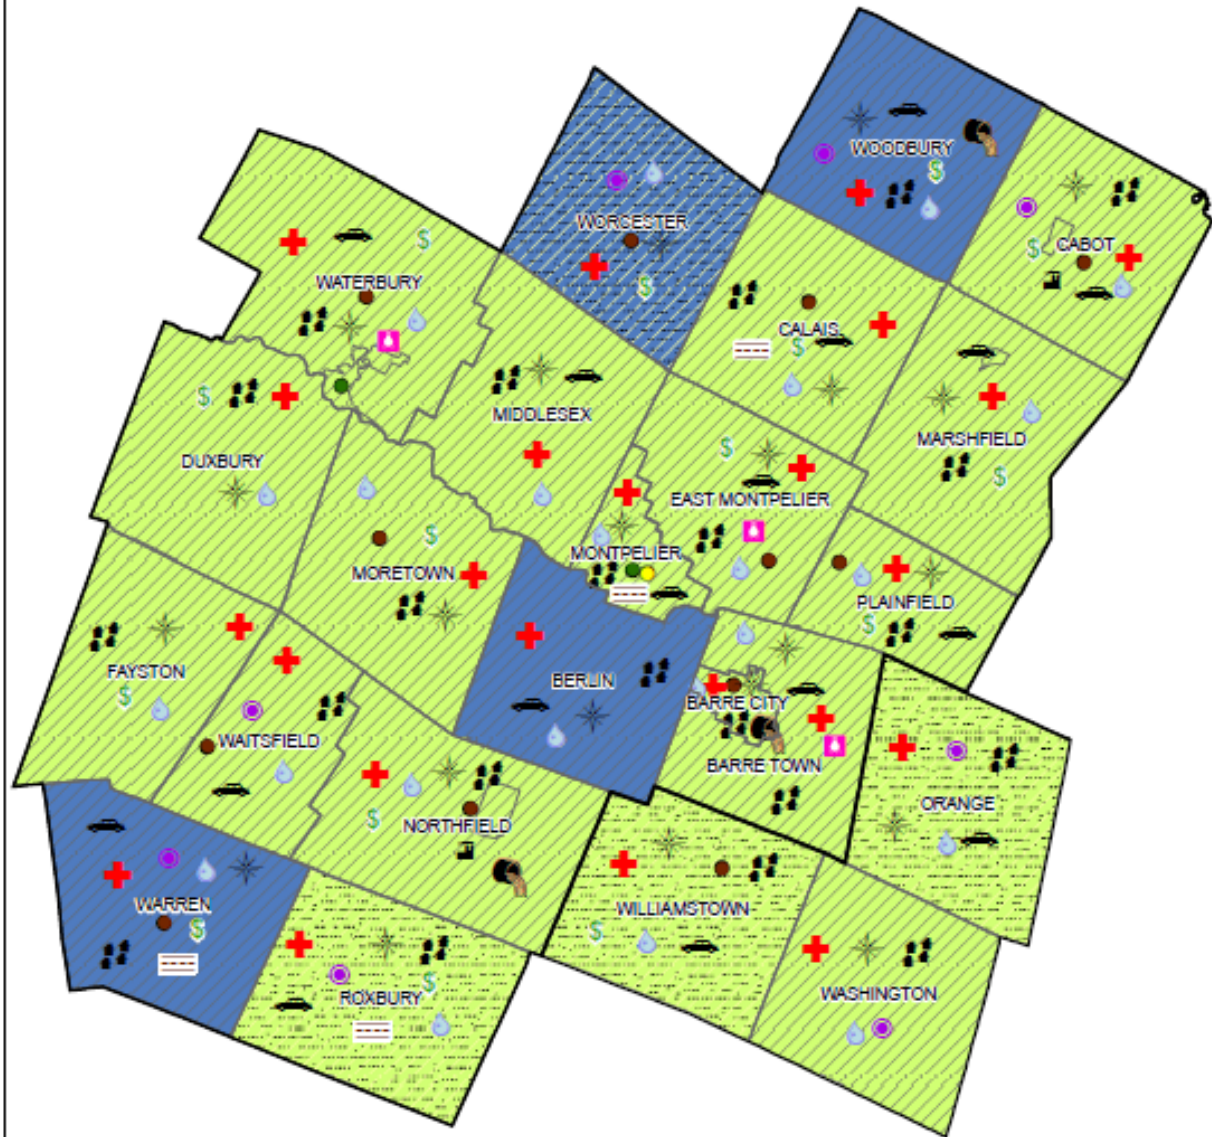 WOODBURY
WORCESTER
CABOT
WATERBURY
CALAIS
MIDDLESEX
MARSHFIELD
DUXBURY
EAST MONTPELIER
MONTPELIER
MORETOWN
PLAINFIELD
FAYSTON
BERLIN
BARRE CITY
WAITSFIELD
BARRE TOWN
ORANGE
NORTHFIELD
WARREN
WILLIAMSTOWN
ROXBURY
WASHINGTON